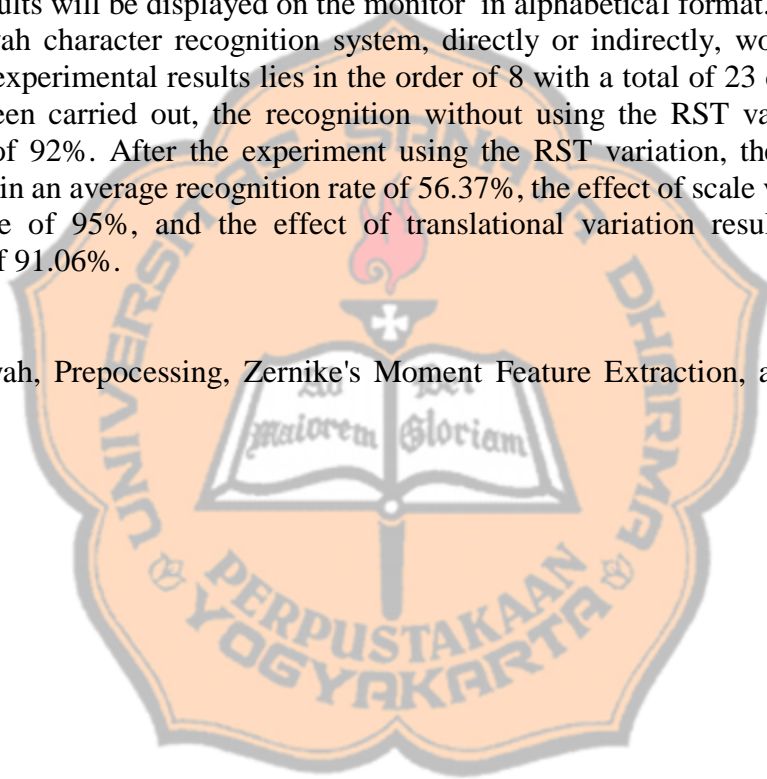 ults will be displayed on the monitor in alphabetical format.
vah character recognition system, directly or indirectly, wo
experimental results lies in the order of 8 with a total of 23
een carried out, the recognition without using the RST va
of 92%. After the experiment using the RST variation, the
in an average recognition rate of 56.37%, the effect of scale
e of 95%, and the effect of translational variation resul
f 91.06%.
vah, Prepocessing, Zernike's Moment Feature Extraction, a
UNIVERSITAS SANATA DHARMA
Ad Dei
Maiorem Gloriam
PERPUSTAKAAN
YOGYAKARTA